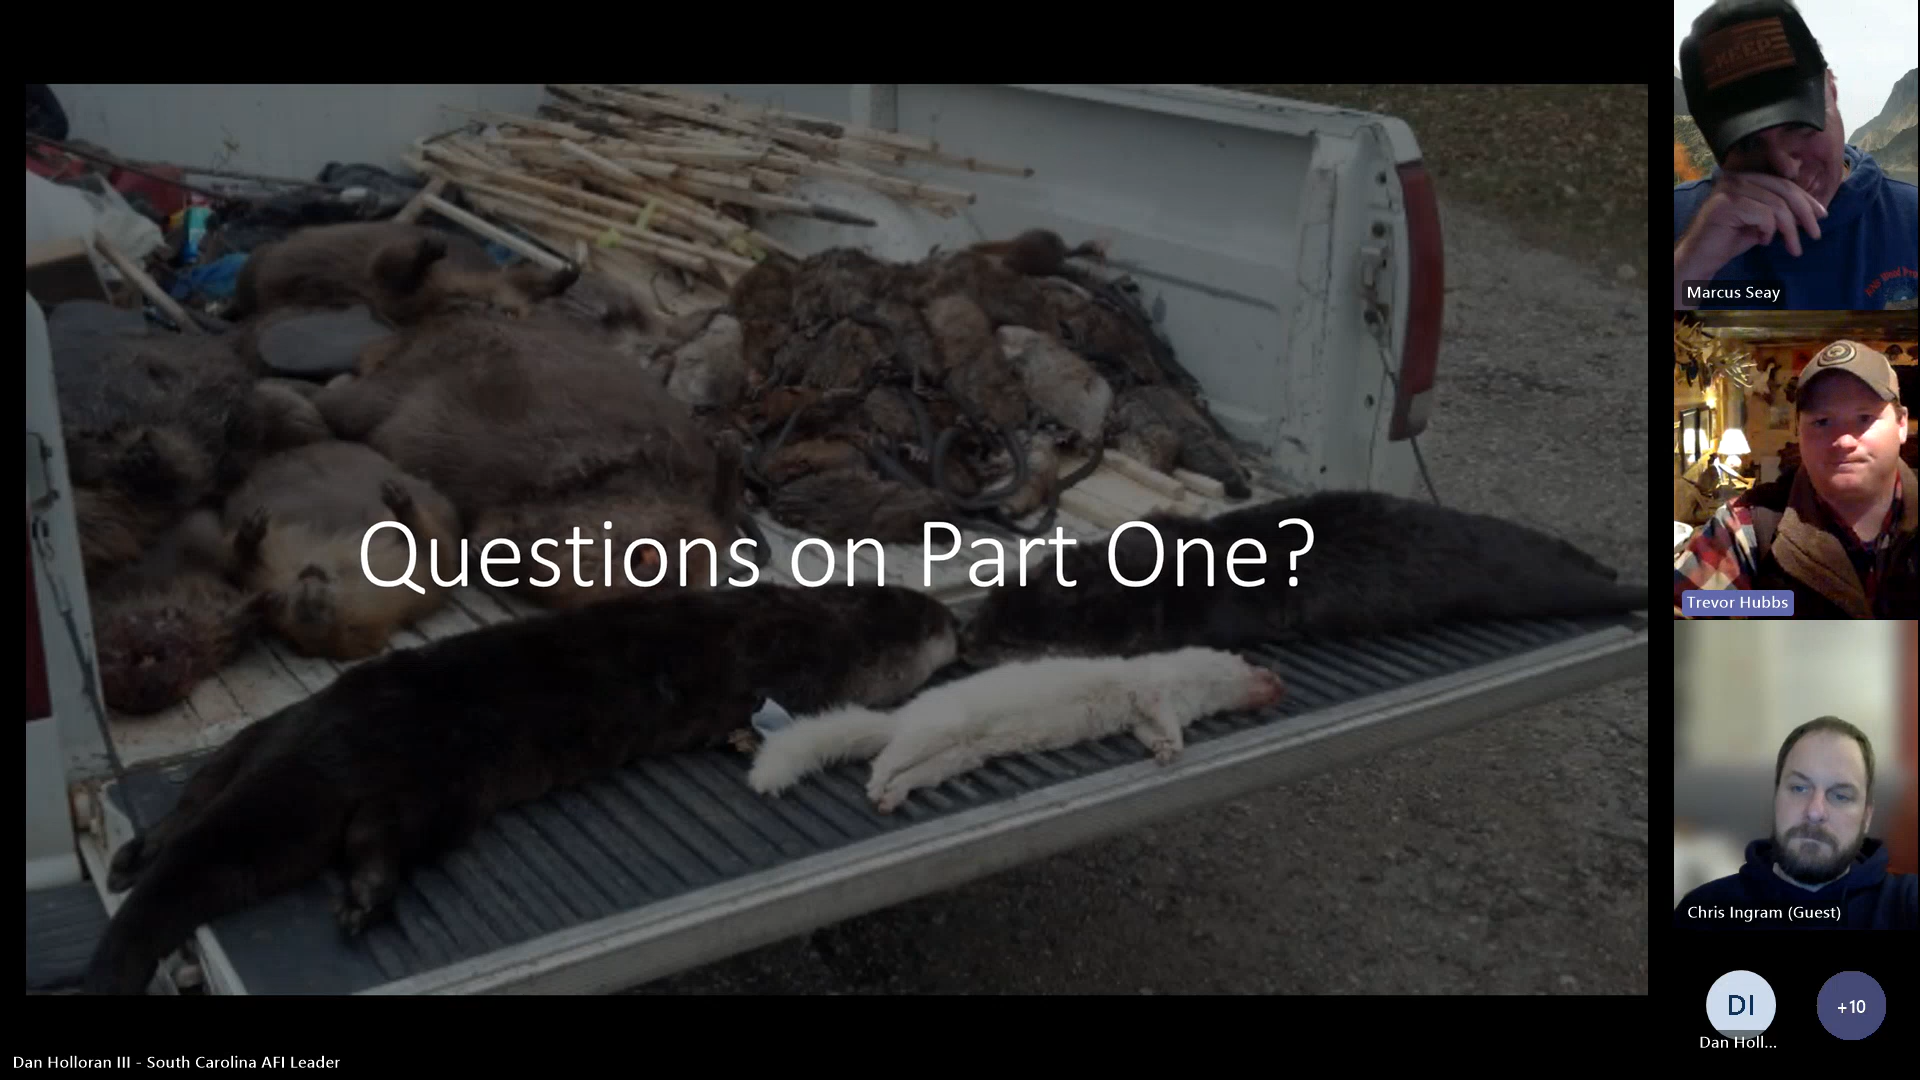 KEEP
Marcus Seay
Questions on Part One?
Trevor Hubbs
Chris Ingram (Guest)
DI
+10
Dan Holl...
Dan Holloran III - South Carolina AFI Leader